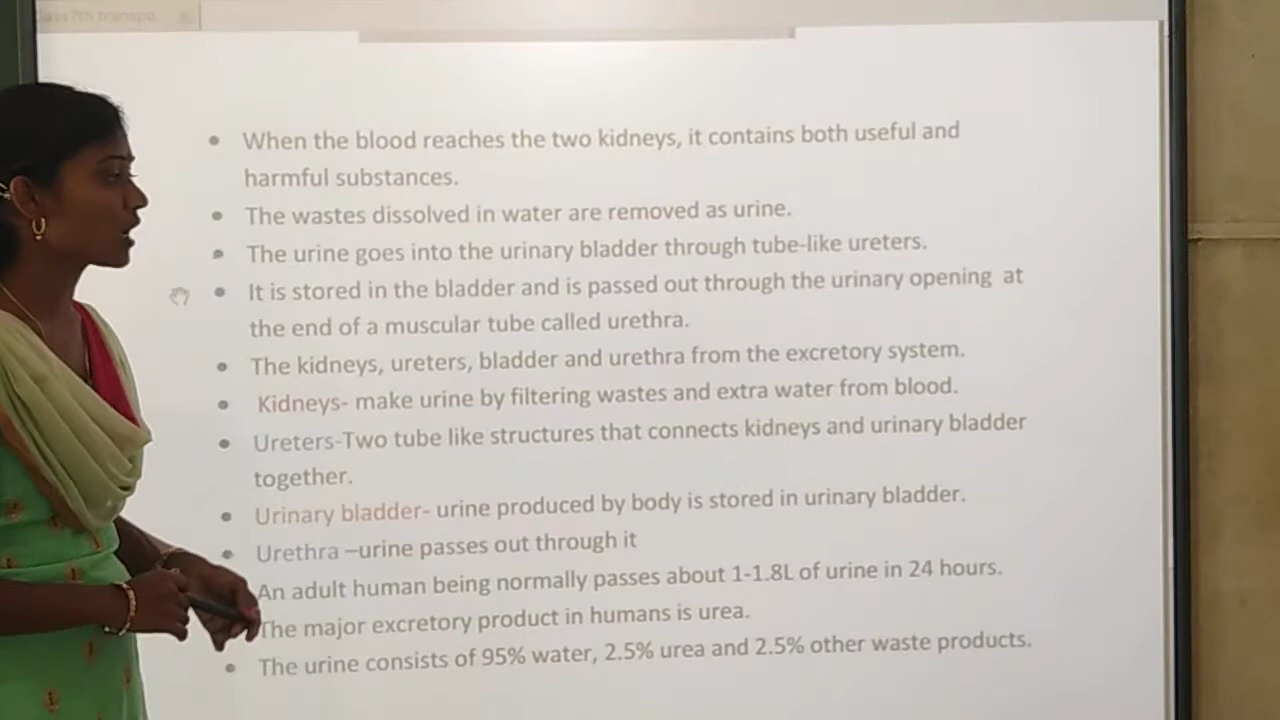 ass7th transpo
• When the blood reaches the two kidneys, it contains both useful and
harmful substances.
• The wastes dissolved in water are removed as urine.
• The urine goes into the urinary bladder through tube-like ureters.
• It is stored in the bladder and is passed out through the urinary opening at
the end of a muscular tube called urethra.
• The kidneys, ureters, bladder and urethra from the excretory system.
• Kidneys- make urine by filtering wastes and extra water from blood.
• Ureters-Two tube like structures that connects kidneys and urinary bladder
together.
• Urinary bladder- urine produced by body is stored in urinary bladder.
• Urethra –urine passes out through it
An adult human being normally passes about 1-1.8L of urine in 24 hours.
The major excretory product in humans is urea.
• The urine consists of 95% water, 2.5% urea and 2.5% other waste products.